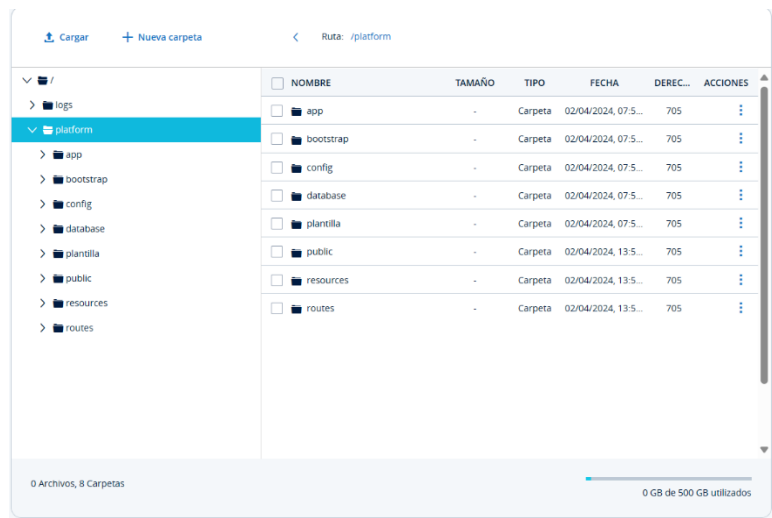 Cargar Nueva carpeta Ruta: /platform
/
logs
platform
app
bootstrap
config
database
plantilla
public
resources
routes
NOMBRE TAMAÑO TIPO FECHA DEREC... ACCIONES
app - Carpeta 02/04/2024, 07:5... 705
bootstrap - Carpeta 02/04/2024, 07:5... 705
config - Carpeta 02/04/2024, 07:5... 705
database - Carpeta 02/04/2024, 07:5... 705
plantilla - Carpeta 02/04/2024, 07:5... 705
public - Carpeta 02/04/2024, 13:5... 705
resources - Carpeta 02/04/2024, 13:5... 705
routes - Carpeta 02/04/2024, 13:5... 705
0 Archivos, 8 Carpetas
0 GB de 500 GB utilizados